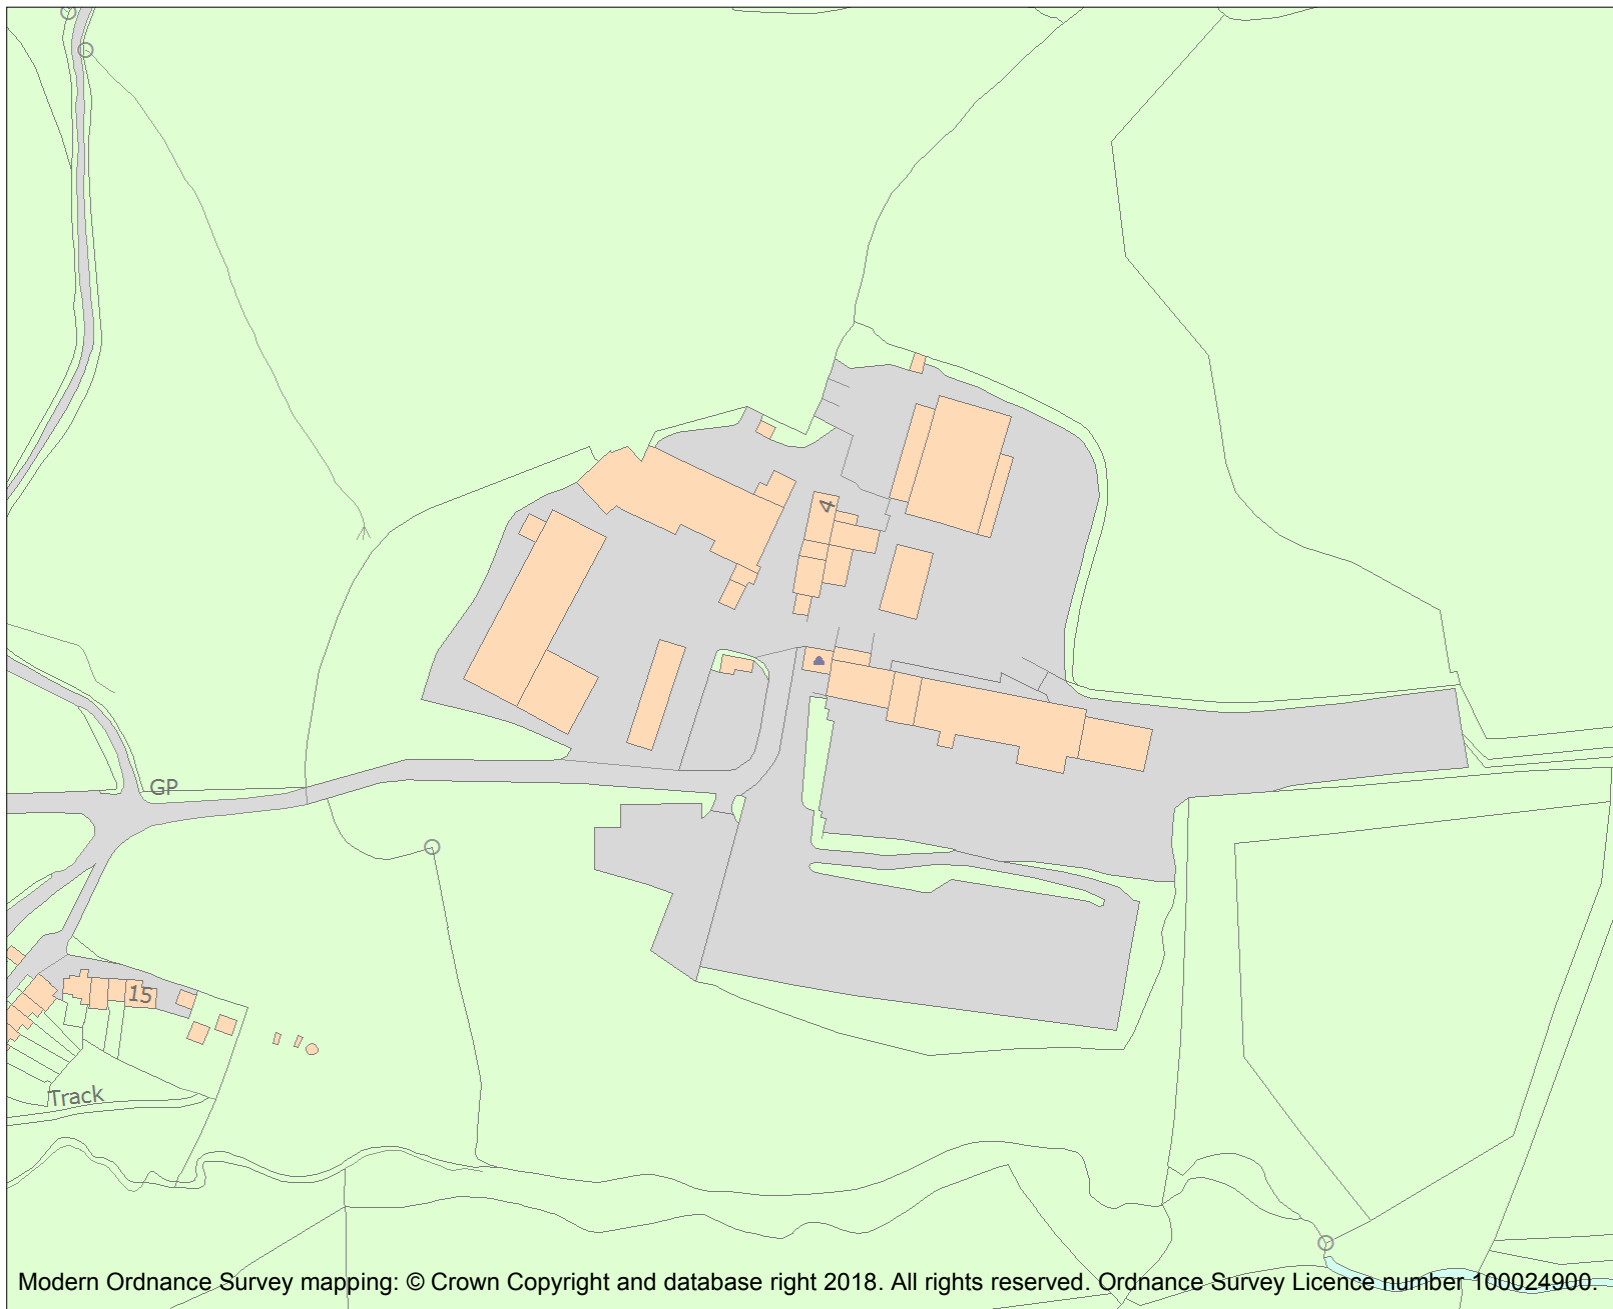 4
GP
15
Track
Modern Ordnance Survey mapping: © Crown Copyright and database right 2018. All rights reserved. Ordnance Survey Licence number 100024900.